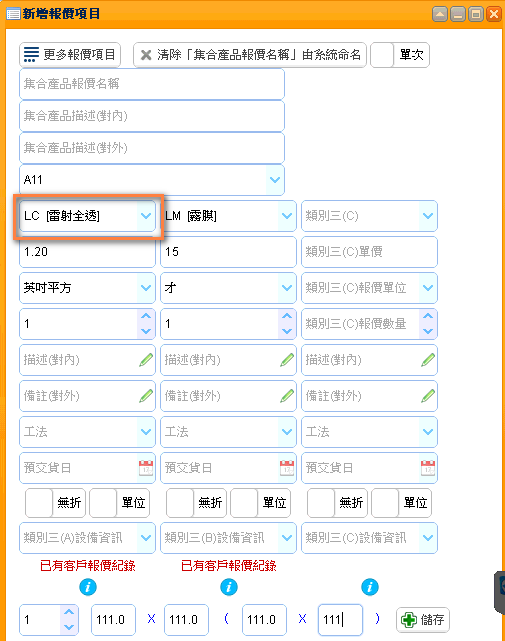 新增報價項目
更多報價項目 清除「集合產品報價名稱」由系統命名 單次
集合產品報價名稱
集合產品描述(對內)
集合產品描述(對外)
A11
LC [雷射全透] LM [霧膜] 類別三(C)
1.20 15 類別三(C)單價
英吋平方 才 類別三(C)報價單位
1 1 類別三(C)報價數量
描述(對內) 描述(對內) 描述(對內)
備註(對外) 備註(對外) 備註(對外)
工法 工法 工法
預交貨日 預交貨日 預交貨日
無折 單位 無折 單位 無折 單位
類別三(A)設備資訊 類別三(B)設備資訊 類別三(C)設備資訊
已有客戶報價紀錄 已有客戶報價紀錄
1 111.0 X 111.0 ( 111.0 X 111 ) 儲存